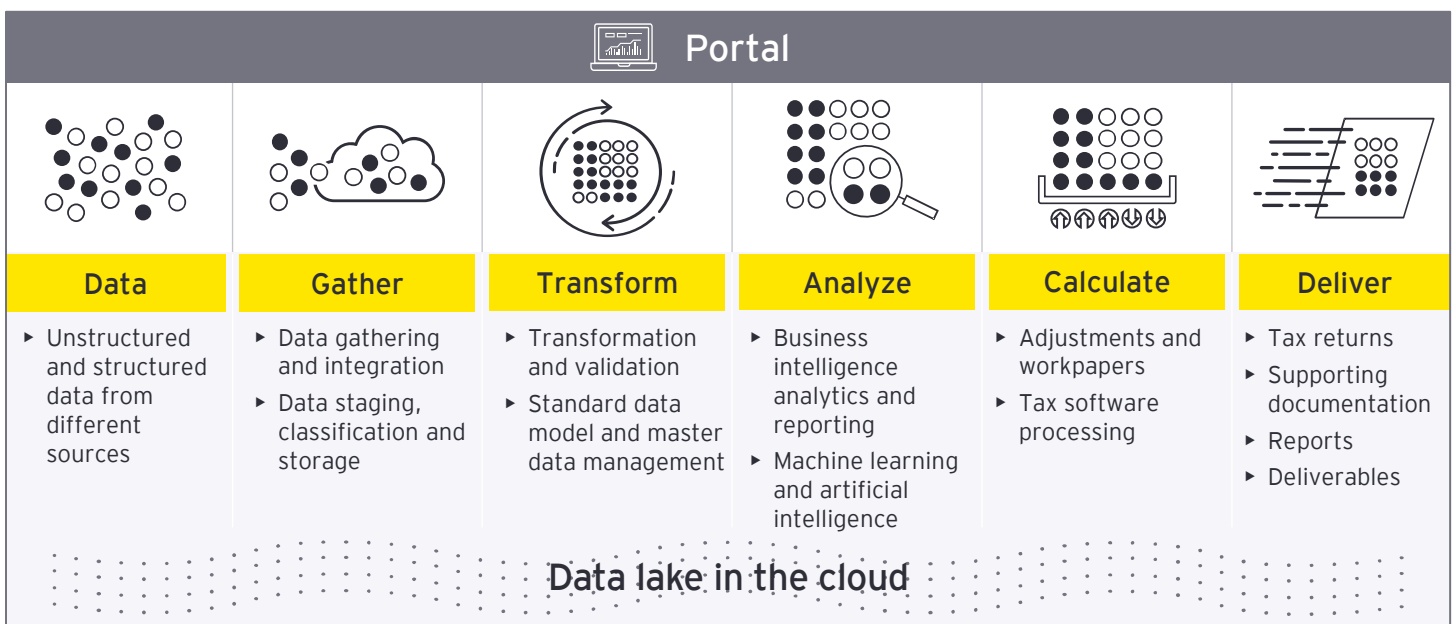 Portal
Data
Gather
Transform
Analyze
Calculate
Deliver
▸ Unstructured
and structured
data from
different
sources
▸ Data gathering
and integration
▸ Data staging,
classification and
storage
▸ Transformation
and validation
▸ Standard data
model and master
data management
▸ Business
intelligence
analytics and
reporting
▸ Machine learning
and artificial
intelligence
▸ Adjustments and
workpapers
▸ Tax software
processing
▸ Tax returns
▸ Supporting
documentation
▸ Reports
▸ Deliverables
Data lake in the cloud